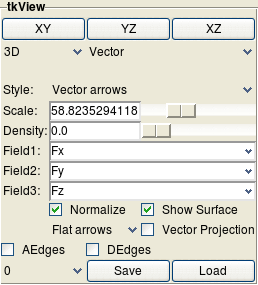 tkView
XY YZ XZ
3D Vector
Style: Vector arrows
Scale: 58.8235294118
Density: 0.0
Field1: Fx
Field2: Fy
Field3: Fz
Normalize Show Surface
Flat arrows Vector Projection
AEdges DEdges
0 Save Load